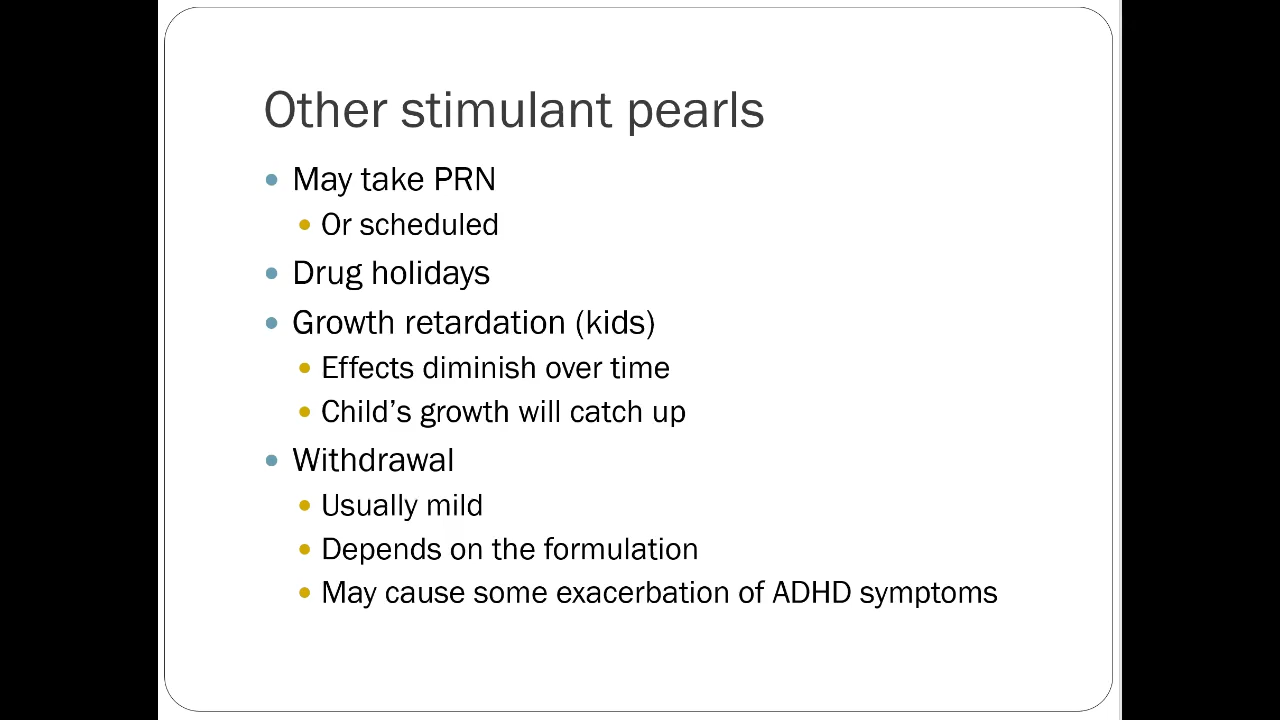 Other stimulant pearls
May take PRN
Or scheduled
Drug holidays
Growth retardation (kids)
Effects diminish over time
Child’s growth will catch up
Withdrawal
Usually mild
Depends on the formulation
May cause some exacerbation of ADHD symptoms